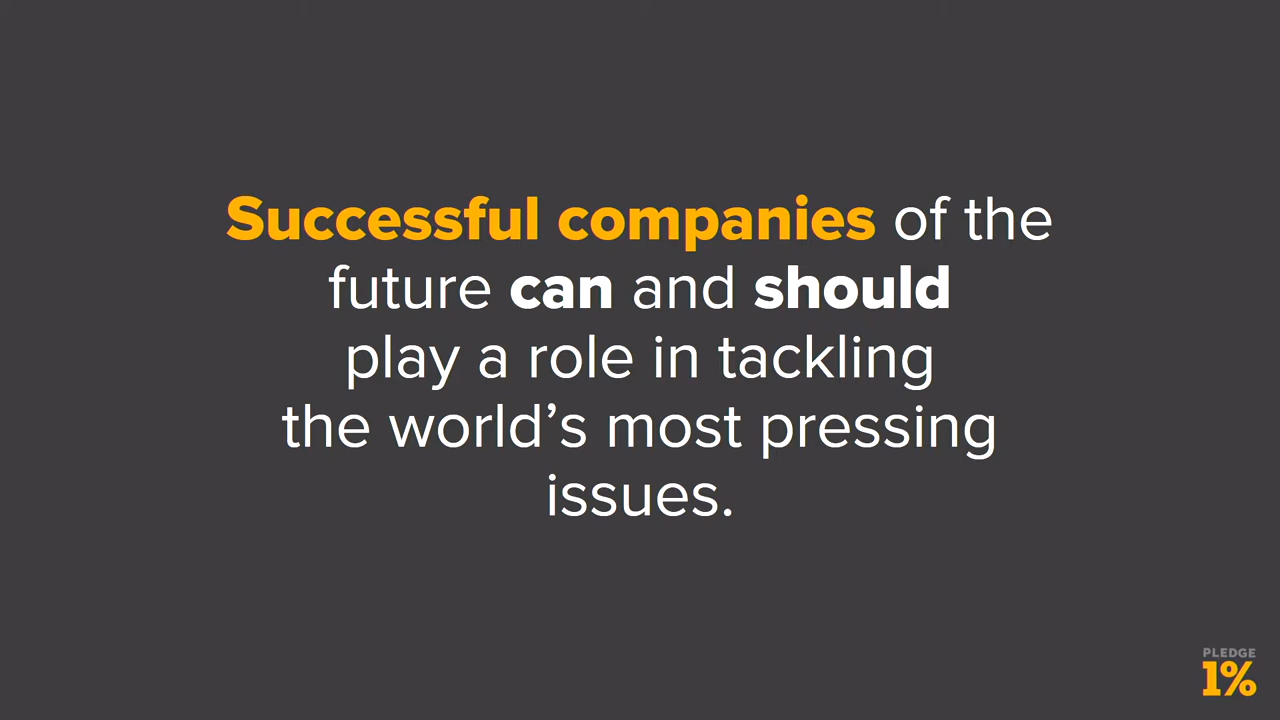 Successful companies of the
future can and should
play a role in tackling
the world’s most pressing
issues.
PLEDGE
1%